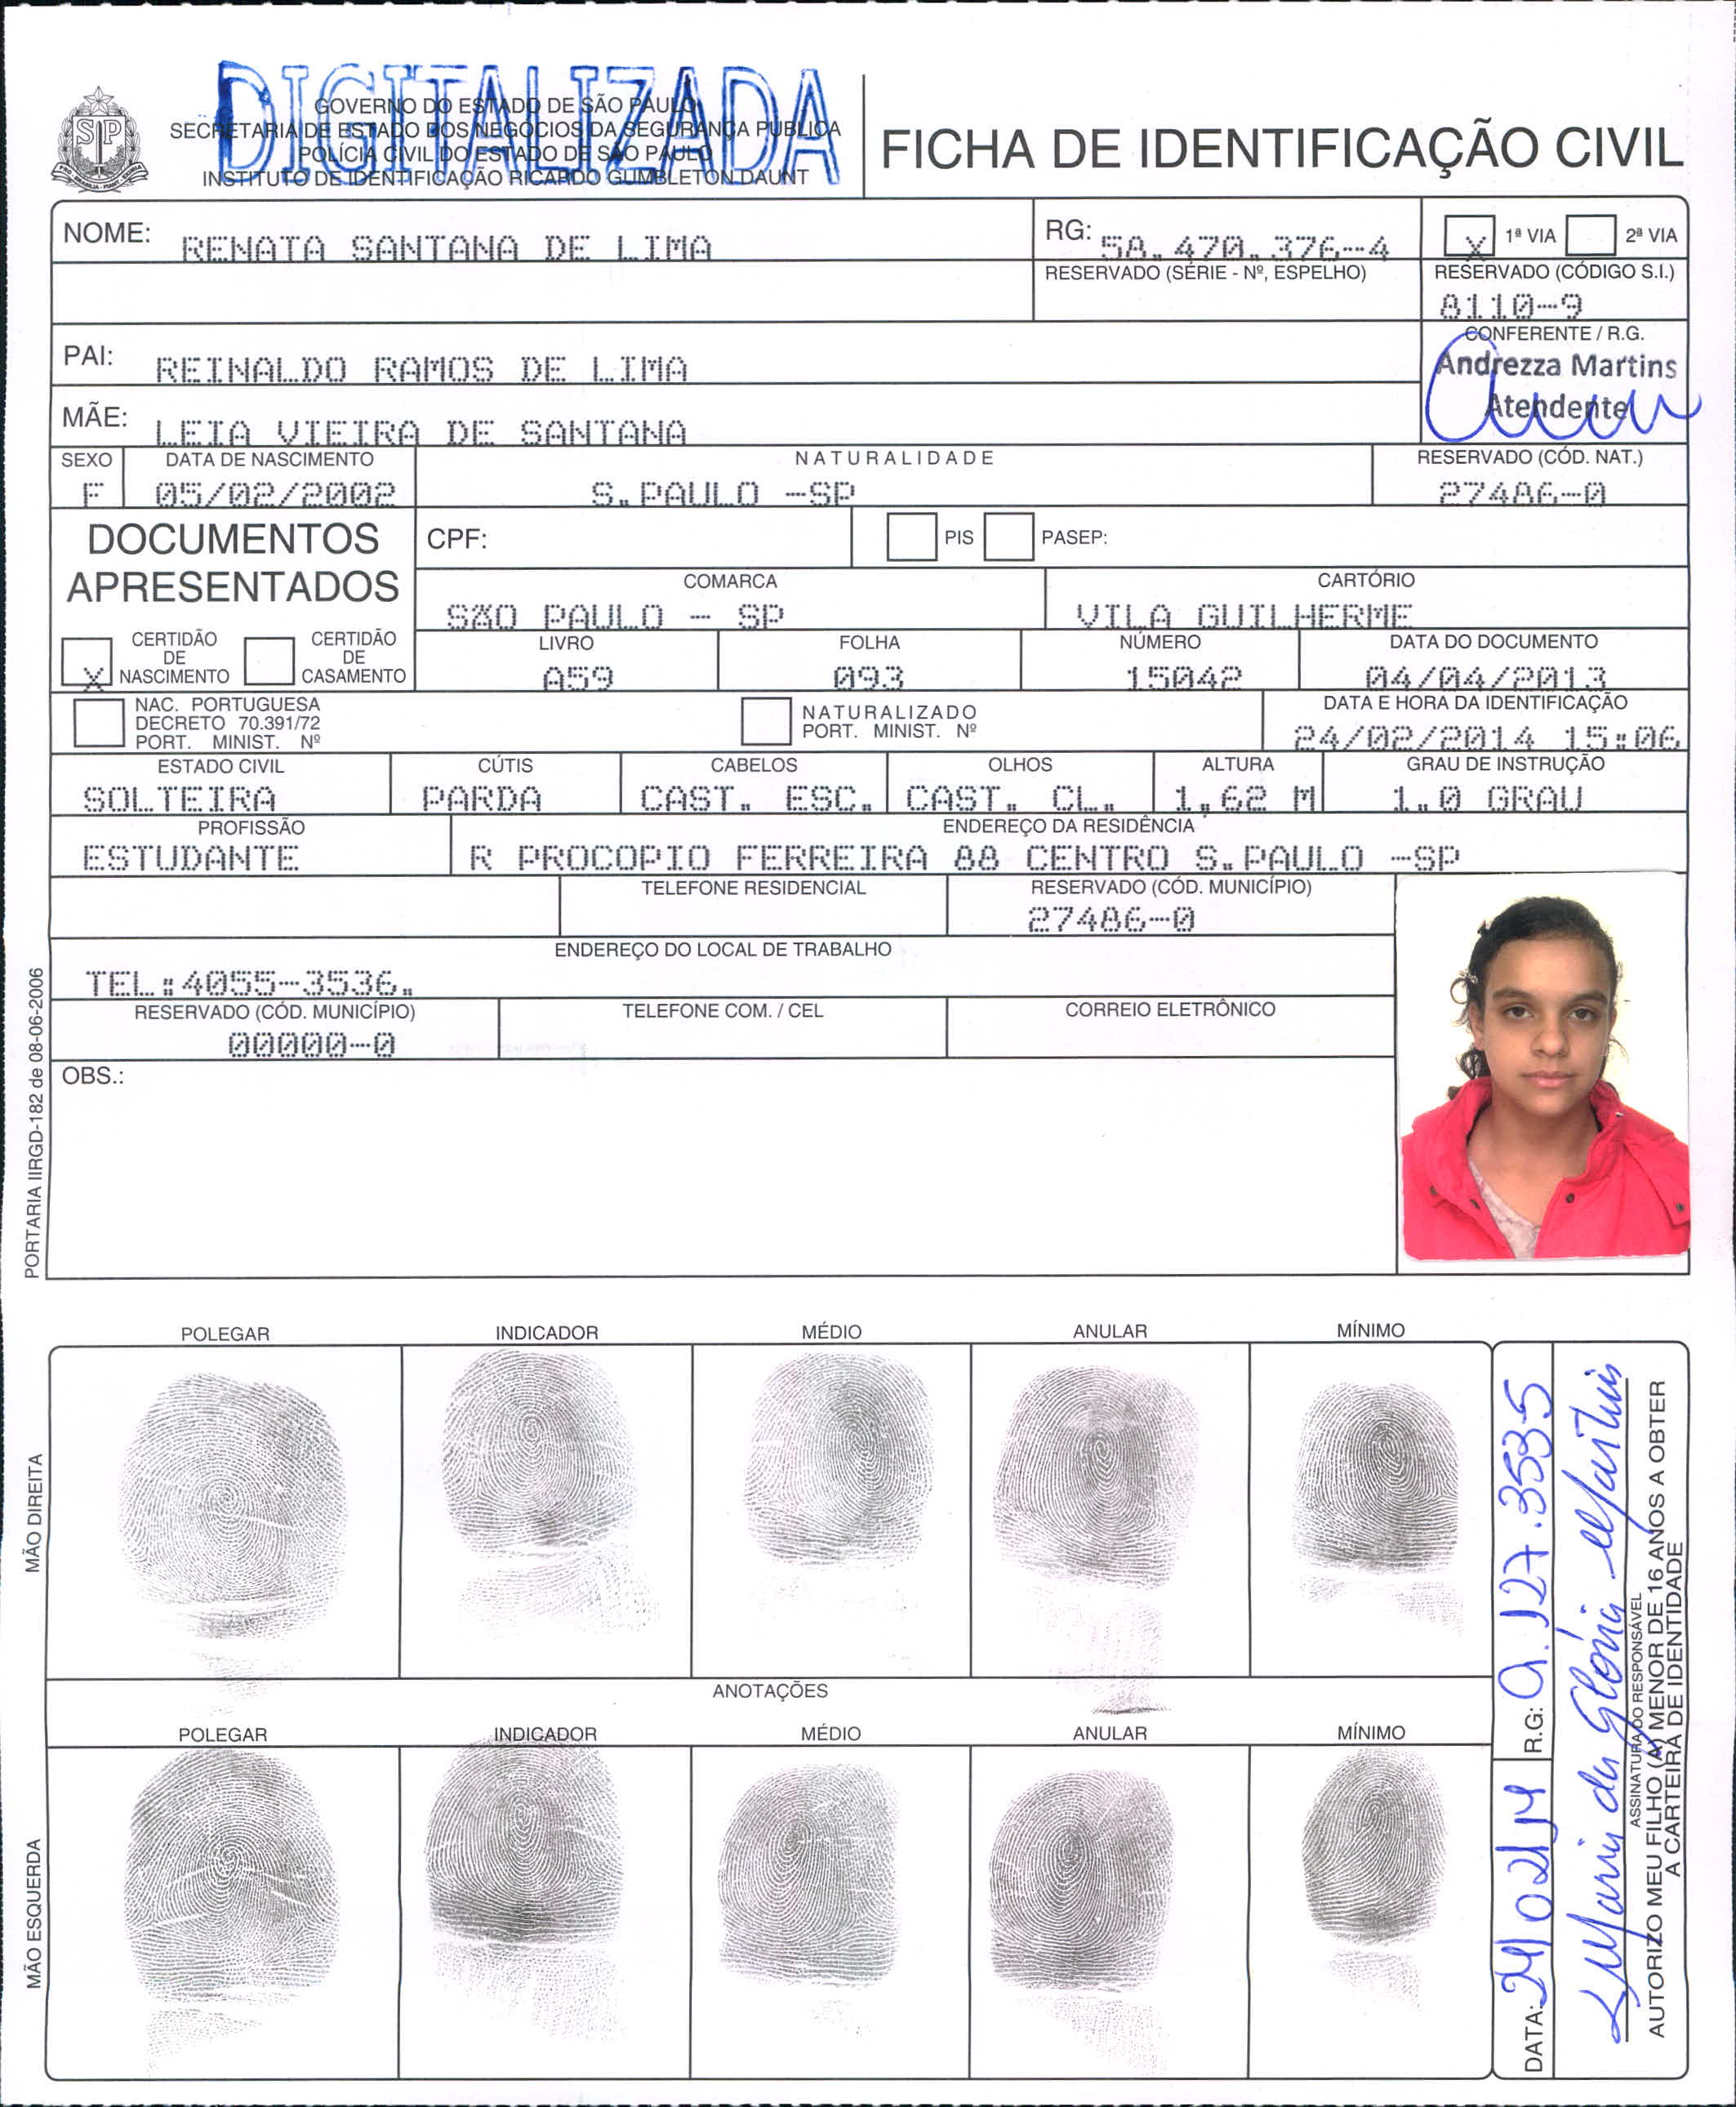 DIGITALIZADA
SP
GOVERNO DO ESTADO DE SÃO PAULO
SECRETARIA DE ESTADO DOS NEGÓCIOS DA SEGURANÇA PÚBLICA
POLÍCIA CIVIL DO ESTADO DE SÃO PAULO
INSTITUTO DE IDENTIFICAÇÃO RICARDO GUMBLETON DAUNT
FICHA DE IDENTIFICAÇÃO CIVIL
NOME: RENATA SANTANA DE LIMA
RG: 58.470.376-4
X 1ª VIA 2ª VIA
RESERVADO (SÉRIE - Nº, ESPELHO)
RESERVADO (CÓDIGO S.I.)
8110-9
PAI: REINALDO RAMOS DE LIMA
CONFERENTE / R.G.
Andrezza Martins
Atendente
MÃE: LEIA VIEIRA DE SANTANA
SEXO DATA DE NASCIMENTO NATURALIDADE RESERVADO (CÓD. NAT.)
F 05/02/2002 S.PAULO -SP 27486-0
DOCUMENTOS
APRESENTADOS
CPF: PIS PASEP:
COMARCA CARTÓRIO
SÃO PAULO - SP VILA GUILHERME
X CERTIDÃO
DE
NASCIMENTO
CERTIDÃO
DE
CASAMENTO
LIVRO FOLHA NÚMERO DATA DO DOCUMENTO
A59 093 15042 04/04/2013
NAC. PORTUGUESA
DECRETO 70.391/72
PORT. MINIST. Nº
NATURALIZADO
PORT. MINIST. Nº
DATA E HORA DA IDENTIFICAÇÃO
24/02/2014 15:06
ESTADO CIVIL CÚTIS CABELOS OLHOS ALTURA GRAU DE INSTRUÇÃO
SOLTEIRA PARDA CAST. ESC. CAST. CL. 1,62 M 1.0 GRAU
PROFISSÃO ENDEREÇO DA RESIDÊNCIA
ESTUDANTE R PROCOPIO FERREIRA 88 CENTRO S.PAULO -SP
TELEFONE RESIDENCIAL RESERVADO (CÓD. MUNICÍPIO)
27486-0
ENDEREÇO DO LOCAL DE TRABALHO
TEL:4055-3536.
RESERVADO (CÓD. MUNICÍPIO) TELEFONE COM. / CEL CORREIO ELETRÔNICO
00000-0
OBS.:
PORTARIA IIRGD-182 de 08-06-2006
POLEGAR INDICADOR MÉDIO ANULAR MÍNIMO
MÃO DIREITA
ANOTAÇÕES
POLEGAR INDICADOR MÉDIO ANULAR MÍNIMO
MÃO ESQUERDA
DATA: 24/02/14 R.G: 9.127.353-5
Maria da Glória Martins
ASSINATURA DO RESPONSÁVEL
AUTORIZO MEU FILHO (A) MENOR DE 16 ANOS A OBTER
A CARTEIRA DE IDENTIDADE